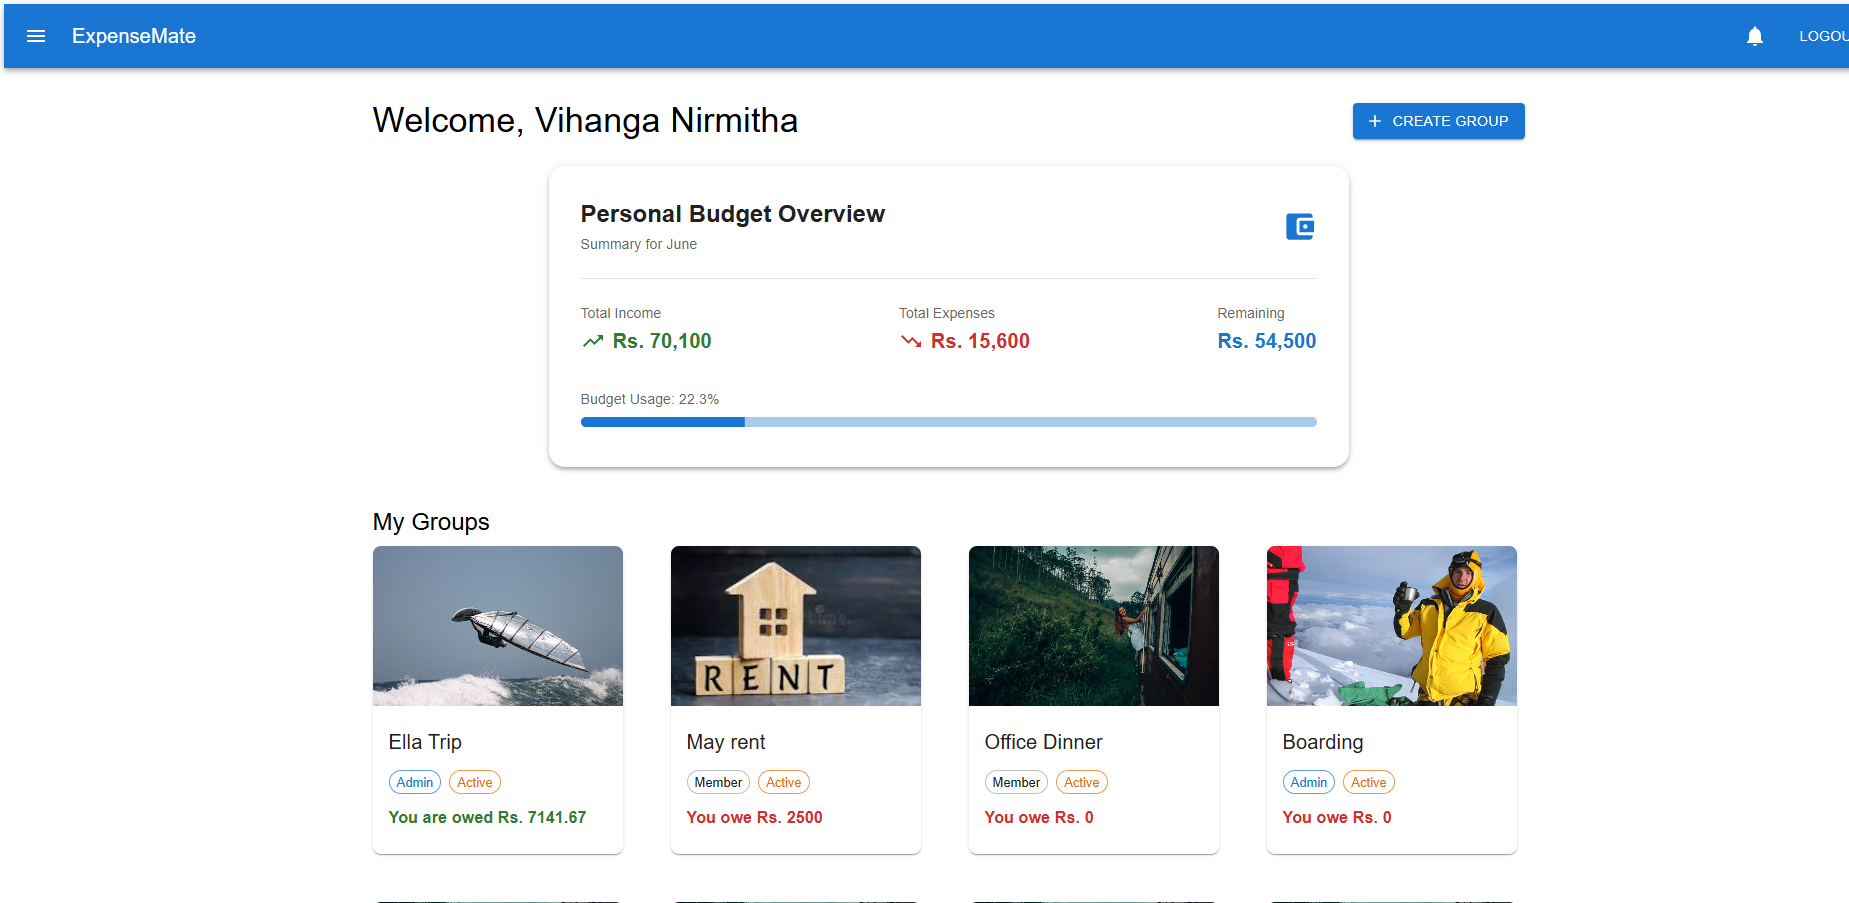 ExpenseMate
LOGOU
Welcome, Vihanga Nirmitha
CREATE GROUP
Personal Budget Overview
Summary for June
Total Income Total Expenses Remaining
Rs. 70,100 Rs. 15,600 Rs. 54,500
Budget Usage: 22.3%
My Groups
RENT
Ella Trip
Admin Active
You are owed Rs. 7141.67
May rent
Member Active
You owe Rs. 2500
Office Dinner
Member Active
You owe Rs. 0
Boarding
Admin Active
You owe Rs. 0